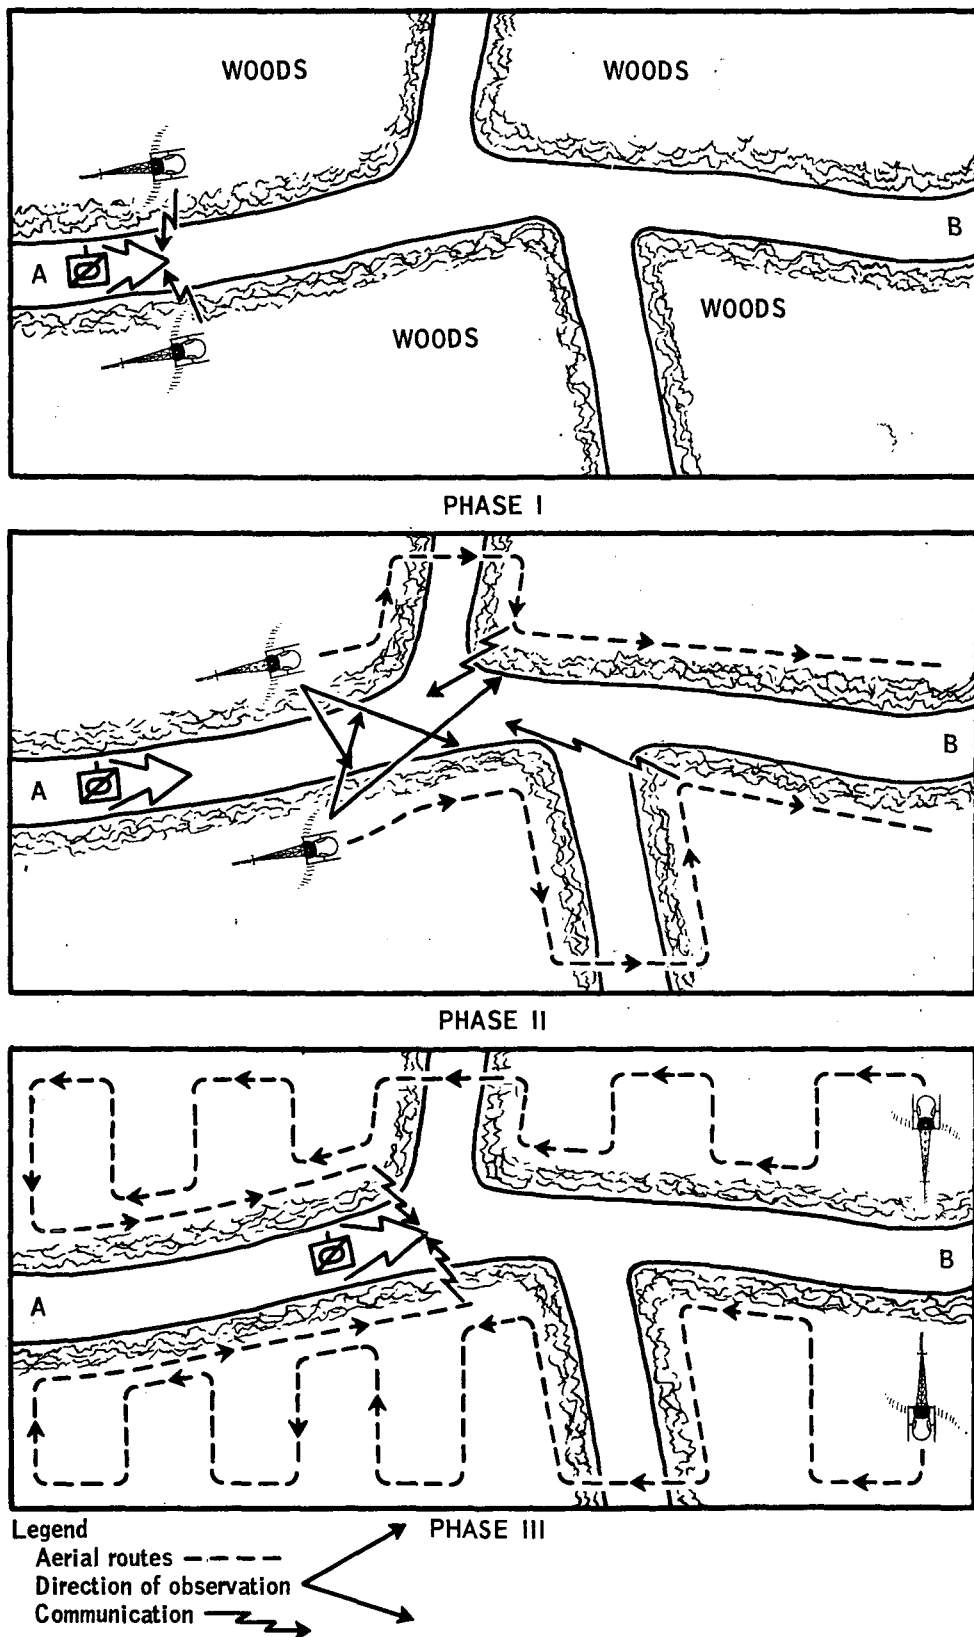 WOODS WOODS
B
A
WOODS
WOODS
PHASE I
B
A
PHASE II
B
A
Legend PHASE III
Aerial routes
Direction of observation
Communication